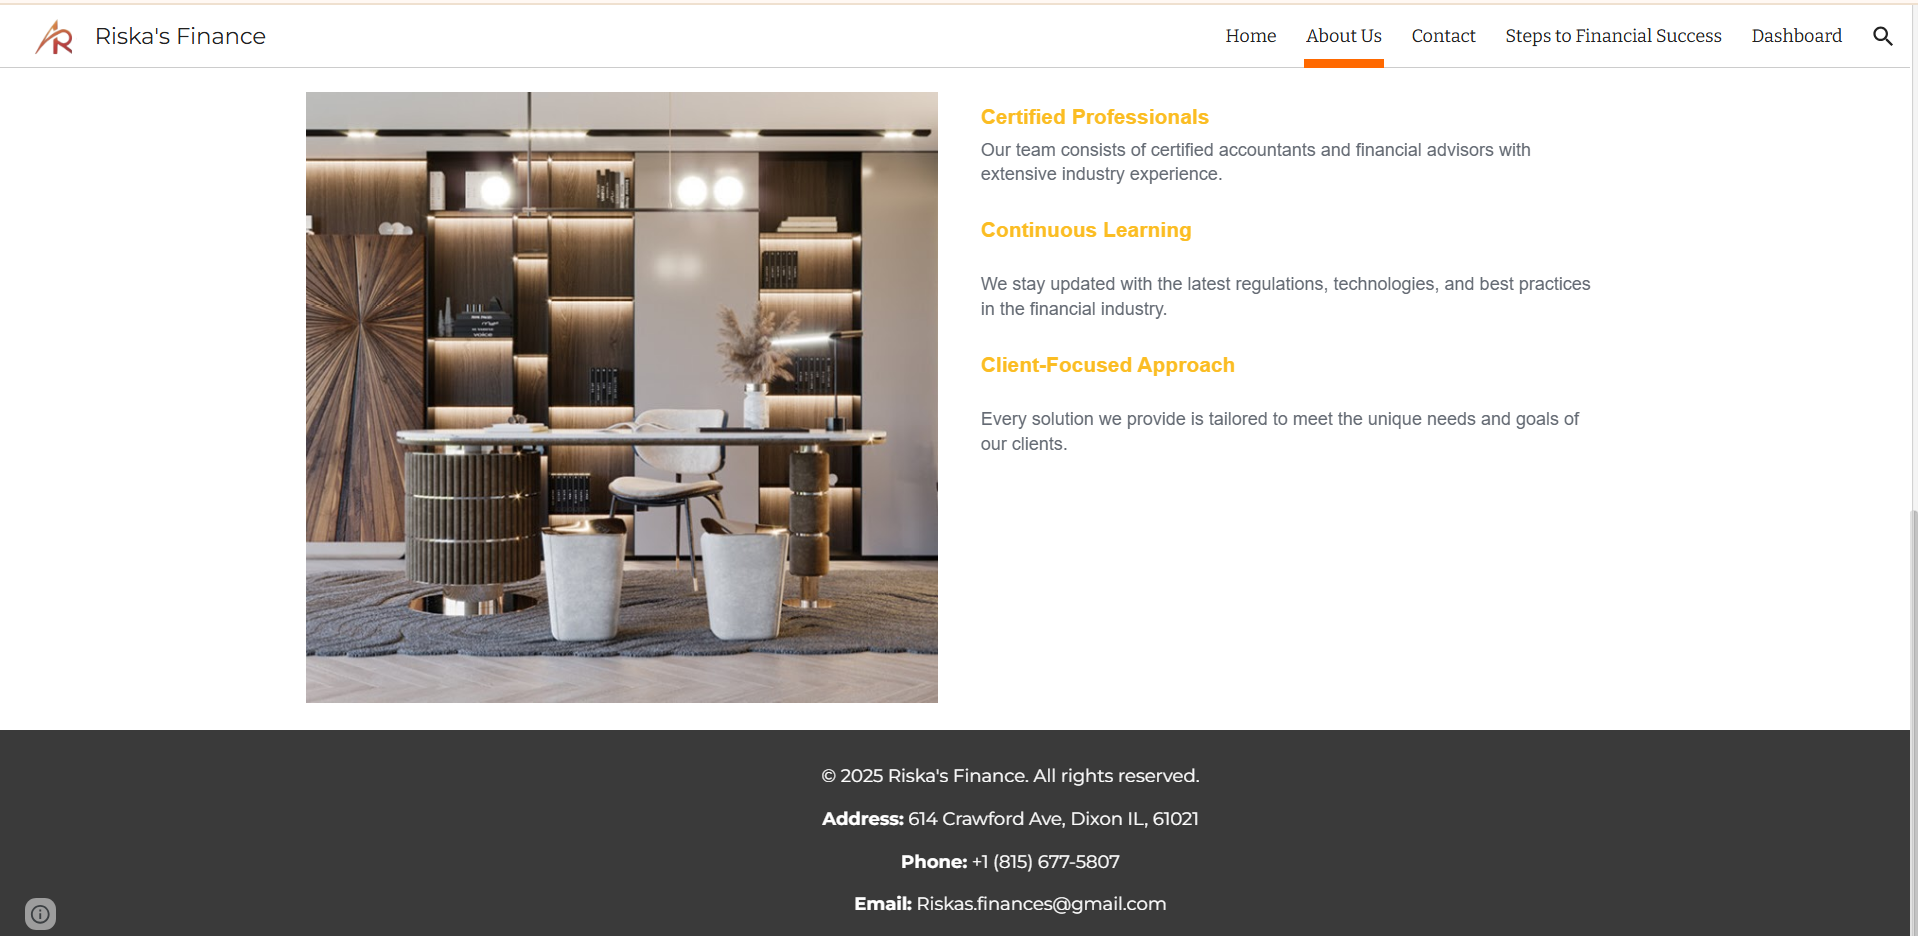 Riska's Finance
Home
About Us
Contact
Steps to Financial Success
Dashboard
Certified Professionals
Our team consists of certified accountants and financial advisors with
extensive industry experience.
Continuous Learning
We stay updated with the latest regulations, technologies, and best practices
in the financial industry.
Client-Focused Approach
Every solution we provide is tailored to meet the unique needs and goals of
our clients.
© 2025 Riska's Finance. All rights reserved.
Address: 614 Crawford Ave, Dixon IL, 61021
Phone: +1 (815) 677-5807
Email: Riskas.finances@gmail.com